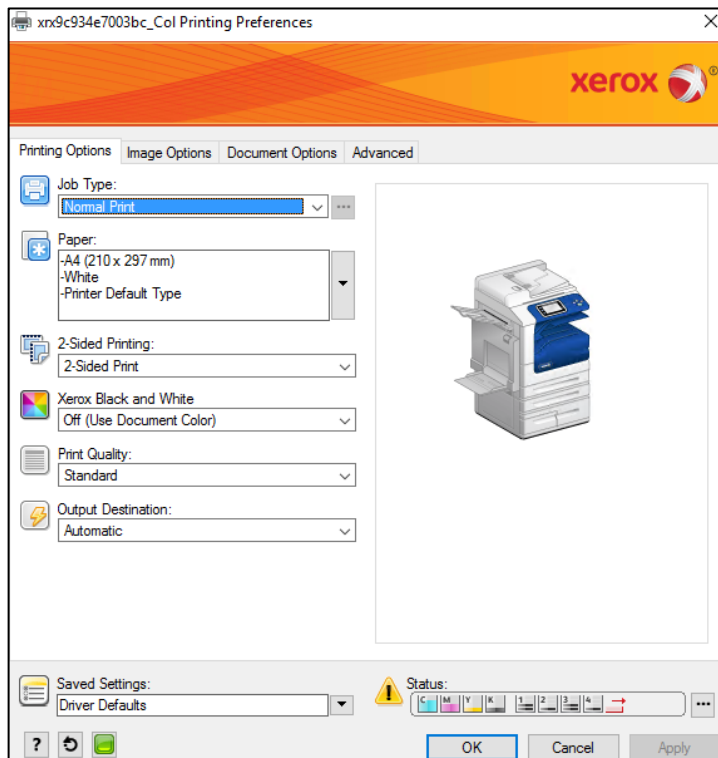 xrx9c934e7003bc_Col Printing Preferences
xerox
Printing Options Image Options Document Options Advanced
Job Type:
Normal Print
Paper:
-A4 (210 x 297 mm)
-White
-Printer Default Type
2-Sided Printing:
2-Sided Print
Xerox Black and White
Off (Use Document Color)
Print Quality:
Standard
Output Destination:
Automatic
Saved Settings:
Driver Defaults
Status:
C M Y K 1 2 3 4
OK Cancel Apply